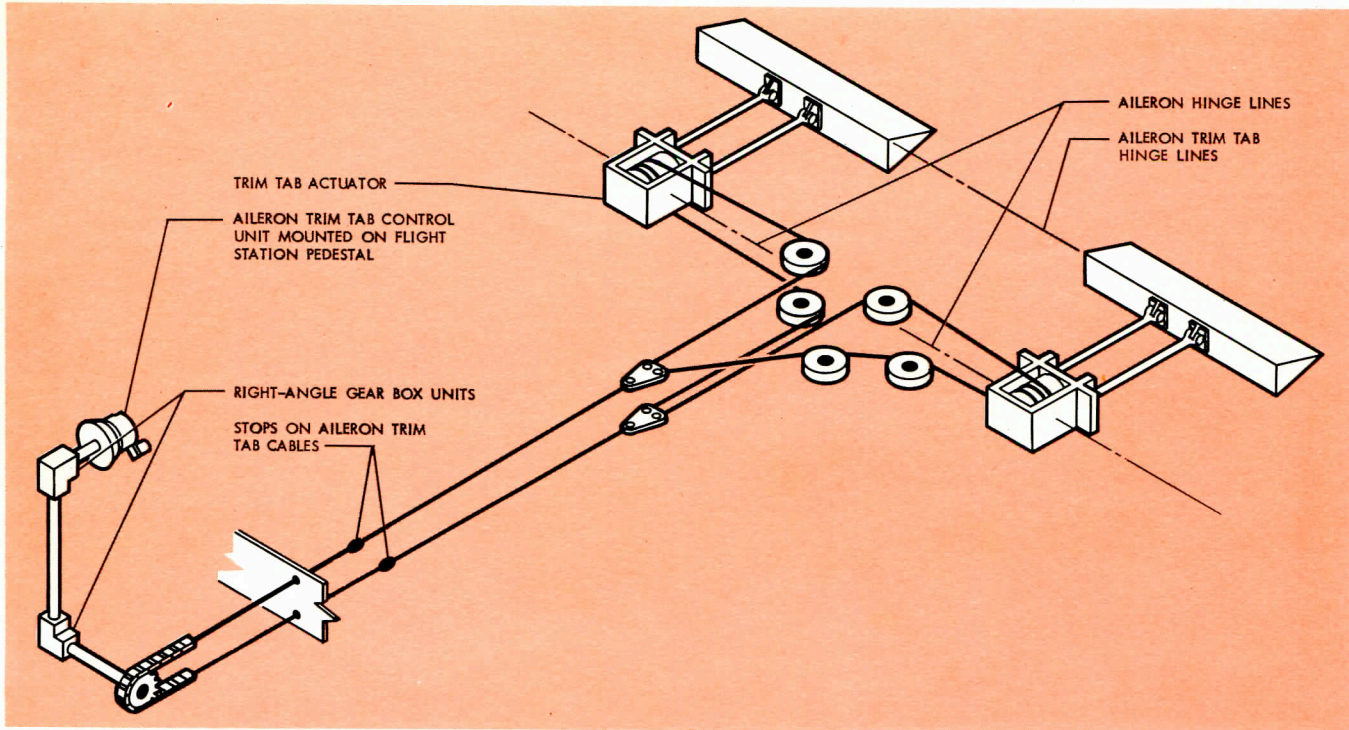 AILERON HINGE LINES
AILERON TRIM TAB
HINGE LINES
TRIM TAB ACTUATOR
AILERON TRIM TAB CONTROL
UNIT MOUNTED ON FLIGHT
STATION PEDESTAL
RIGHT-ANGLE GEAR BOX UNITS
STOPS ON AILERON TRIM
TAB CABLES